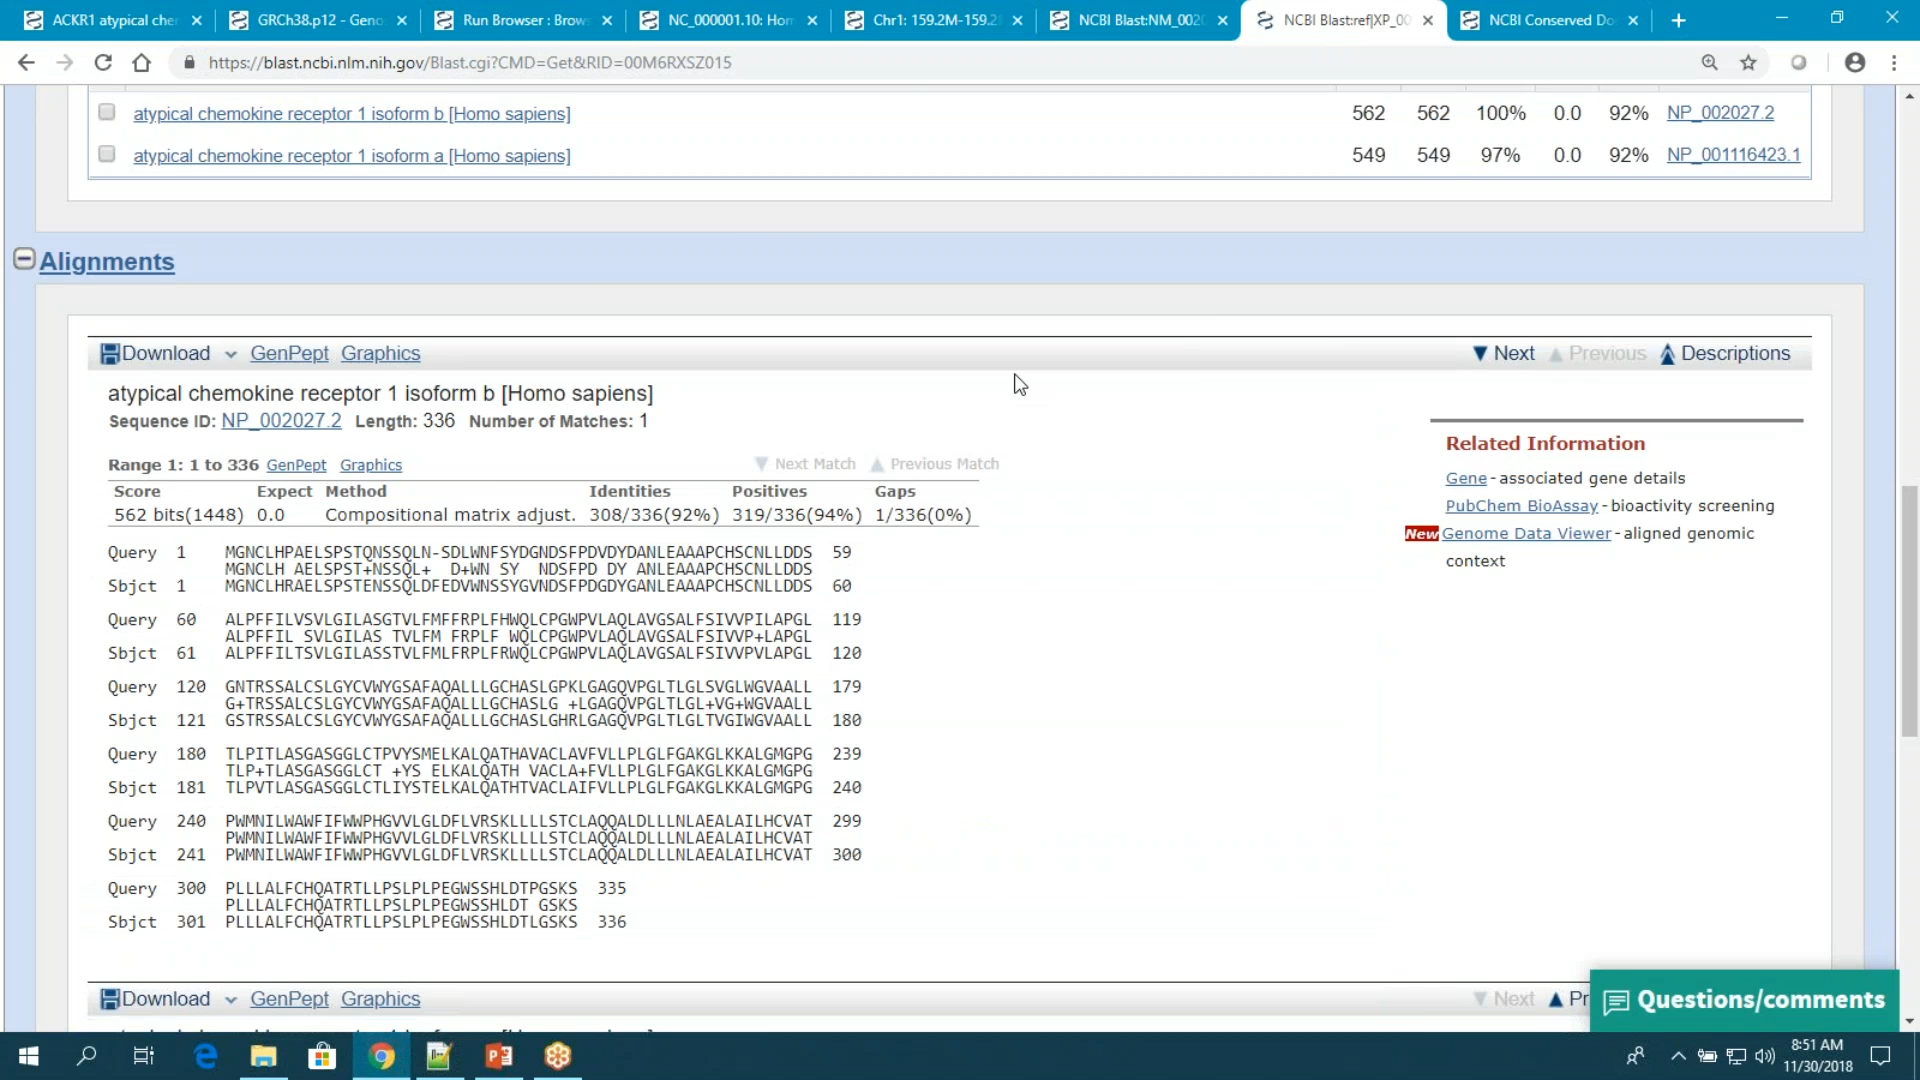 ACKR1 atypical che
GRCh38.p12 - Geno
Run Browser : Brow
NC_000001.10: Hom
Chr1: 159.2M-159.2
NCBI Blast:NM_002
NCBI Blast:ref|XP_00
NCBI Conserved Do
https://blast.ncbi.nlm.nih.gov/Blast.cgi?CMD=Get&RID=00M6RXSZ015
atypical chemokine receptor 1 isoform b [Homo sapiens] 562 562 100% 0.0 92% NP_002027.2
atypical chemokine receptor 1 isoform a [Homo sapiens] 549 549 97% 0.0 92% NP_001116423.1
Alignments
Download GenPept Graphics Next Previous Descriptions
atypical chemokine receptor 1 isoform b [Homo sapiens]
Sequence ID: NP_002027.2 Length: 336 Number of Matches: 1
Range 1: 1 to 336 GenPept Graphics Next Match Previous Match
Score Expect Method Identities Positives Gaps
562 bits(1448) 0.0 Compositional matrix adjust. 308/336(92%) 319/336(94%) 1/336(0%)
Query 1 MGNCLHPAELSPSTQNSSQLN-SDLWNFSYDGNDSFPDVDYDANLEAAAPCHSCNLLDDS 59
MGNCLH AELSPST+NSSQL+  D+WN SY  NDSFPD DY ANLEAAAPCHSCNLLDDS
Sbjct 1 MGNCLHRAELSPSTENSSQLDFEDVWNSSYGVNDSFPDGDYGANLEAAAPCHSCNLLDDS 60
Query 60 ALPFFILVSVLGILASGTVLFMFFRPLFHWQLCPGWPVLAQLAVGSALFSIVVPILAPGL 119
ALPFFIL SVLGILAS TVLFM FRPLF WQLCPGWPVLAQLAVGSALFSIVVP+LAPGL
Sbjct 61 ALPFFILTSVLGILASSTVLFMLFRPLFRWQLCPGWPVLAQLAVGSALFSIVVPVLAPGL 120
Query 120 GNTRSSALCSLGYCVWYGSAFAQALLLGCHASLGPKLGAGQVPGLTLGLSVGLWGVAALL 179
G+TRSSALCSLGYCVWYGSAFAQALLLGCHASLG +LGAGQVPGLTLGL+VG+WGVAALL
Sbjct 121 GSTRSSALCSLGYCVWYGSAFAQALLLGCHASLGHRLGAGQVPGLTLGLTVGIWGVAALL 180
Query 180 TLPITLASGASGGLCTPVYSMELKALQATHAVACLAVFVLLPLGLFGAKGLKKALGMGPG 239
TLP+TLASGASGGLCT +YS ELKALQATH VACLA+FVLLPLGLFGAKGLKKALGMGPG
Sbjct 181 TLPVTLASGASGGLCTLIYSTELKALQATHTVACLAIFVLLPLGLFGAKGLKKALGMGPG 240
Query 240 PWMNILWAWFIFWWPHGVVLGLDFLVRSKLLLLSTCLAQQALDLLLNLAEALAILHCVAT 299
PWMNILWAWFIFWWPHGVVLGLDFLVRSKLLLLSTCLAQQALDLLLNLAEALAILHCVAT
Sbjct 241 PWMNILWAWFIFWWPHGVVLGLDFLVRSKLLLLSTCLAQQALDLLLNLAEALAILHCVAT 300
Query 300 PLLLALFCHQATRTLLPSLPLPEGWSSHLDTPGSKS 335
PLLLALFCHQATRTLLPSLPLPEGWSSHLDT GSKS
Sbjct 301 PLLLALFCHQATRTLLPSLPLPEGWSSHLDTLGSKS 336
Related Information
Gene - associated gene details
PubChem BioAssay - bioactivity screening
New Genome Data Viewer - aligned genomic
context
Download GenPept Graphics Next Pr
Questions/comments
8:51 AM
11/30/2018